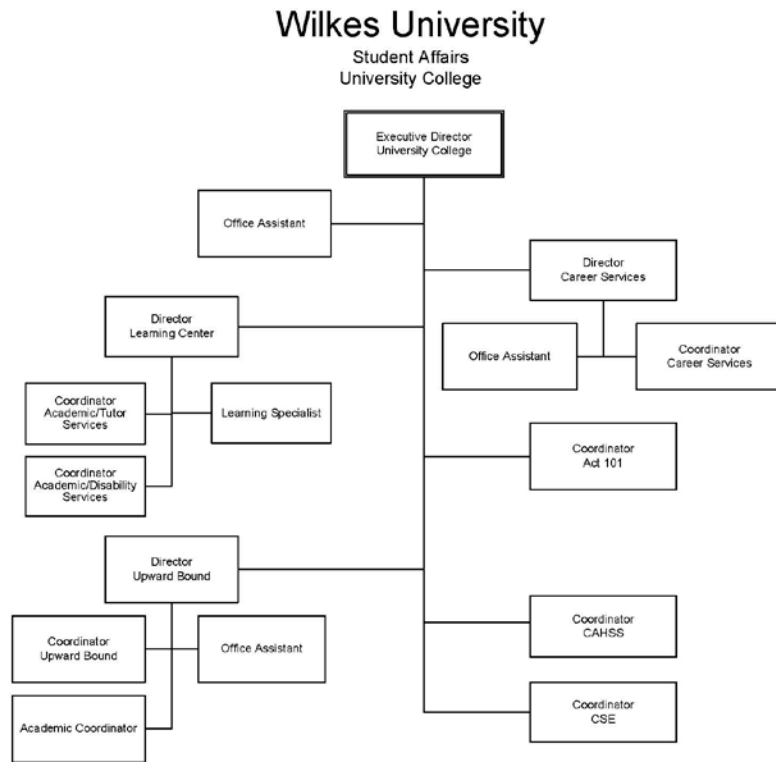 Wilkes University
Student Affairs
University College
Executive Director
University College
Office Assistant
Director
Career Services
Director
Learning Center
Office Assistant
Coordinator
Career Services
Coordinator
Academic/Tutor
Services
Learning Specialist
Coordinator
Act 101
Coordinator
Academic/Disability
Services
Director
Upward Bound
Coordinator
CAHSS
Coordinator
Upward Bound
Office Assistant
Coordinator
CSE
Academic Coordinator